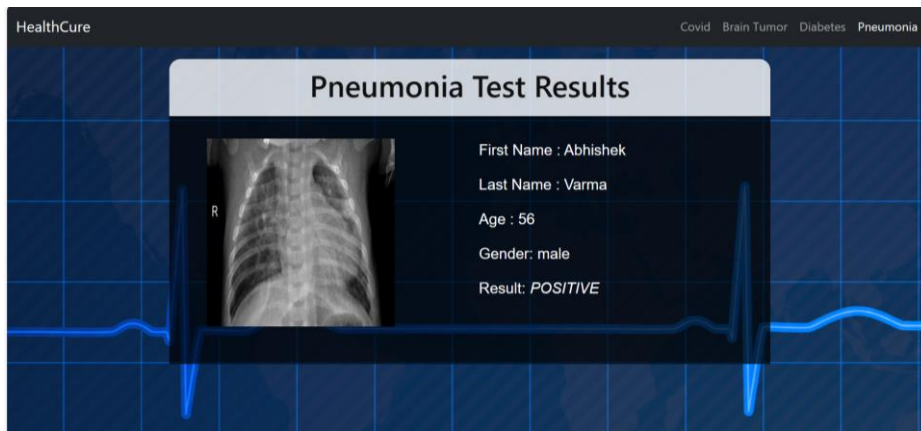 HealthCure
Covid Brain Tumor Diabetes Pneumonia
Pneumonia Test Results
R
First Name : Abhishek
Last Name : Varma
Age : 56
Gender: male
Result: POSITIVE